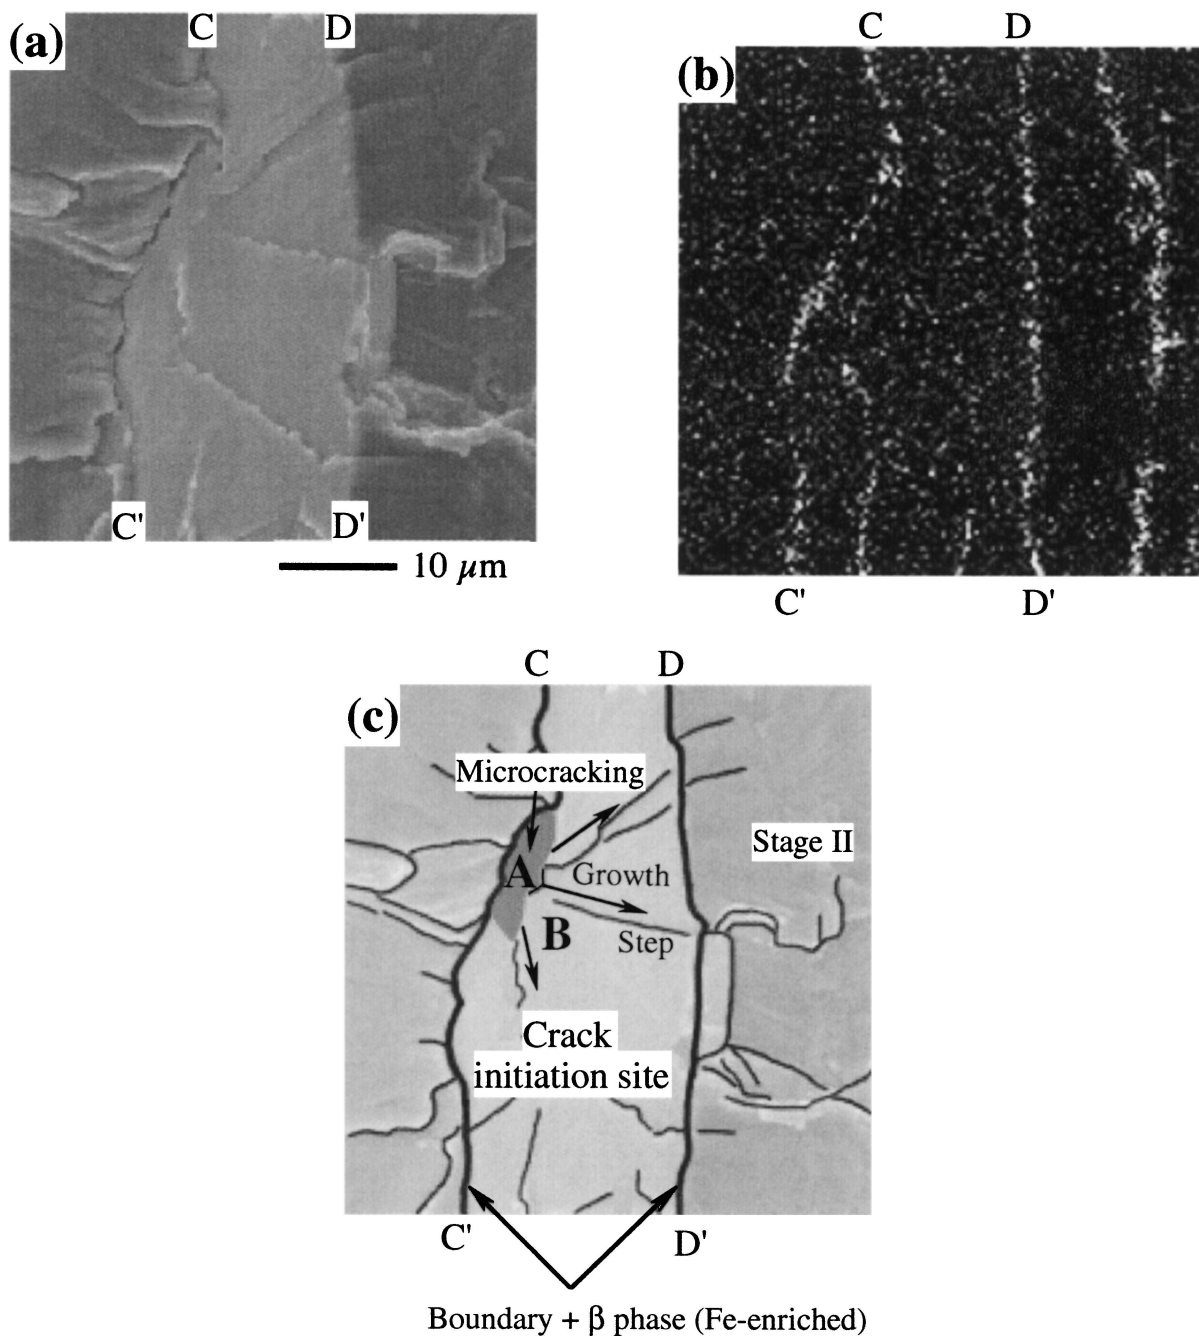 (a)
C D
C' D'
10 μm
(b)
C D
C' D'
(c)
C D
Microcracking
Stage II
A
Growth
B
Step
Crack
initiation site
C' D'
Boundary + β phase (Fe-enriched)